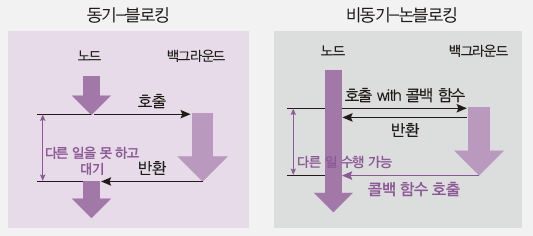 동기-블로킹
노드
백그라운드
호출
다른 일을 못 하고
대기
반환
비동기-논블로킹
노드
백그라운드
호출 with 콜백 함수
반환
다른 일 수행 가능
콜백 함수 호출